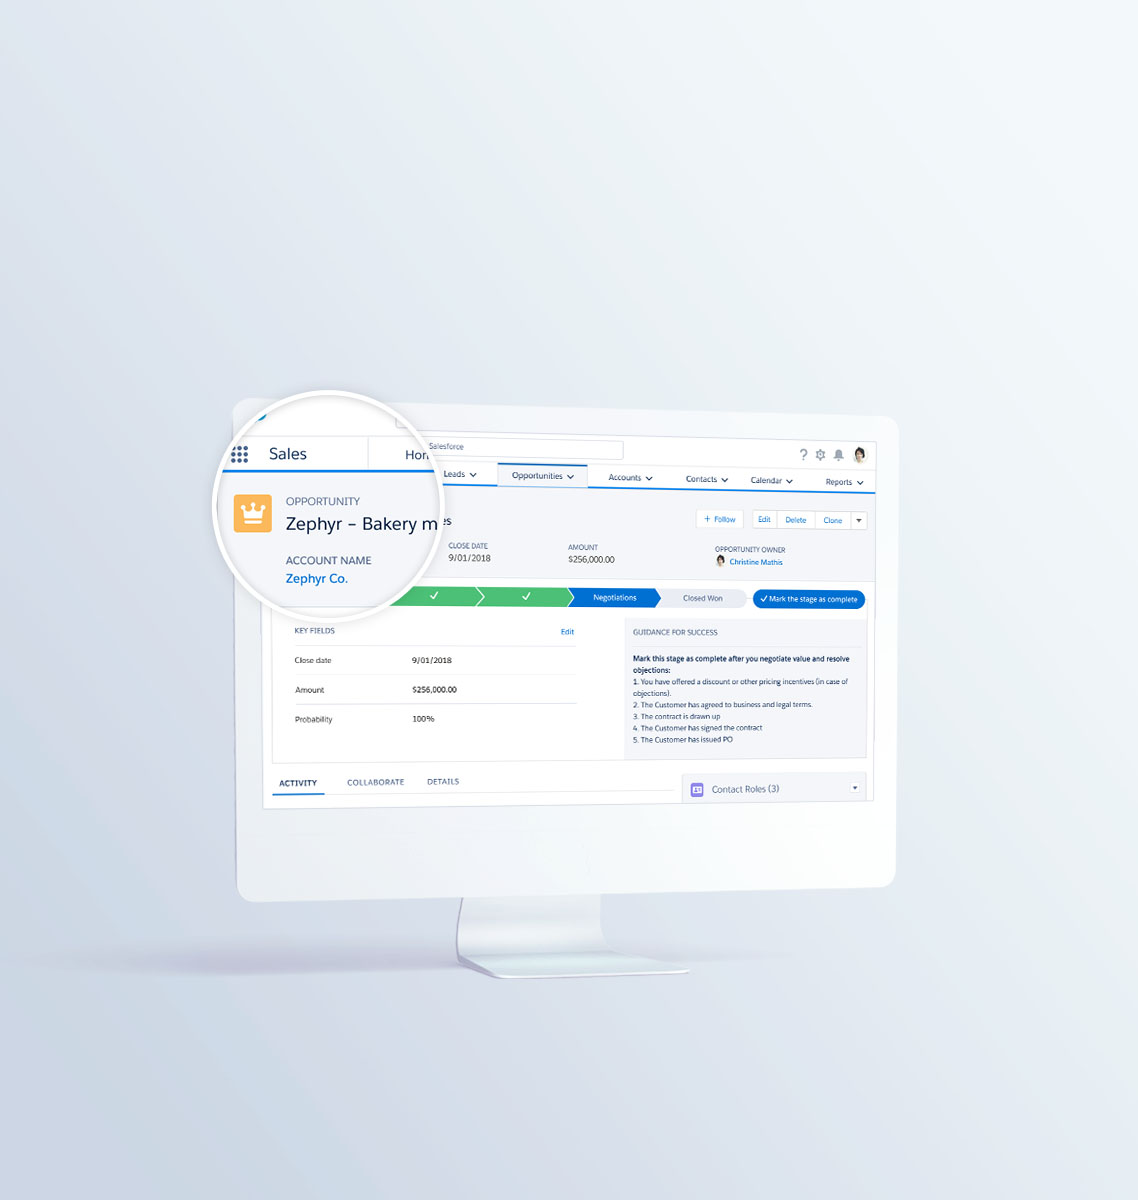 Salesforce
Sales
Hom
Leads
Opportunities
Accounts
Contacts
Calendar
Reports
OPPORTUNITY
Zephyr – Bakery m
es
+ Follow
Edit
Delete
Clone
ACCOUNT NAME
Zephyr Co.
CLOSE DATE
9/01/2018
AMOUNT
$256,000.00
OPPORTUNITY OWNER
Christine Mathis
Negotiations
Closed Won
Mark the stage as complete
KEY FIELDS
Edit
Close date 9/01/2018
Amount $256,000.00
Probability 100%
GUIDANCE FOR SUCCESS
Mark this stage as complete after you negotiate value and resolve
objections:
1. You have offered a discount or other pricing incentives (in case of
objections).
2. The Customer has agreed to business and legal terms.
3. The contract is drawn up
4. The Customer has signed the contract
5. The Customer has issued PO
ACTIVITY
COLLABORATE
DETAILS
Contact Roles (3)